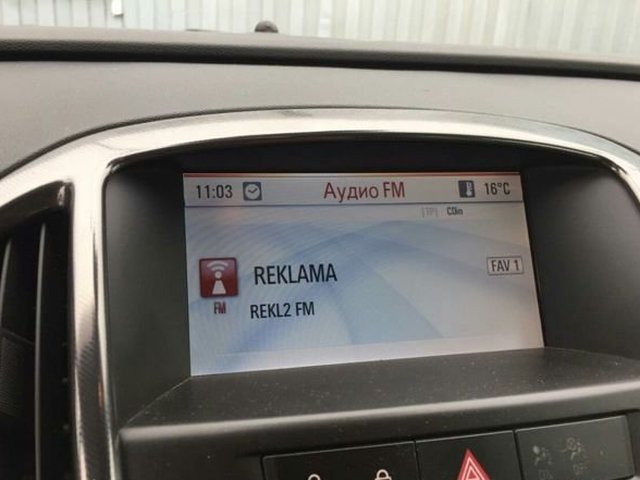 11:03 Аудио FM 16°C
[TP] CDin
REKLAMA FAV 1
FM REKL2 FM